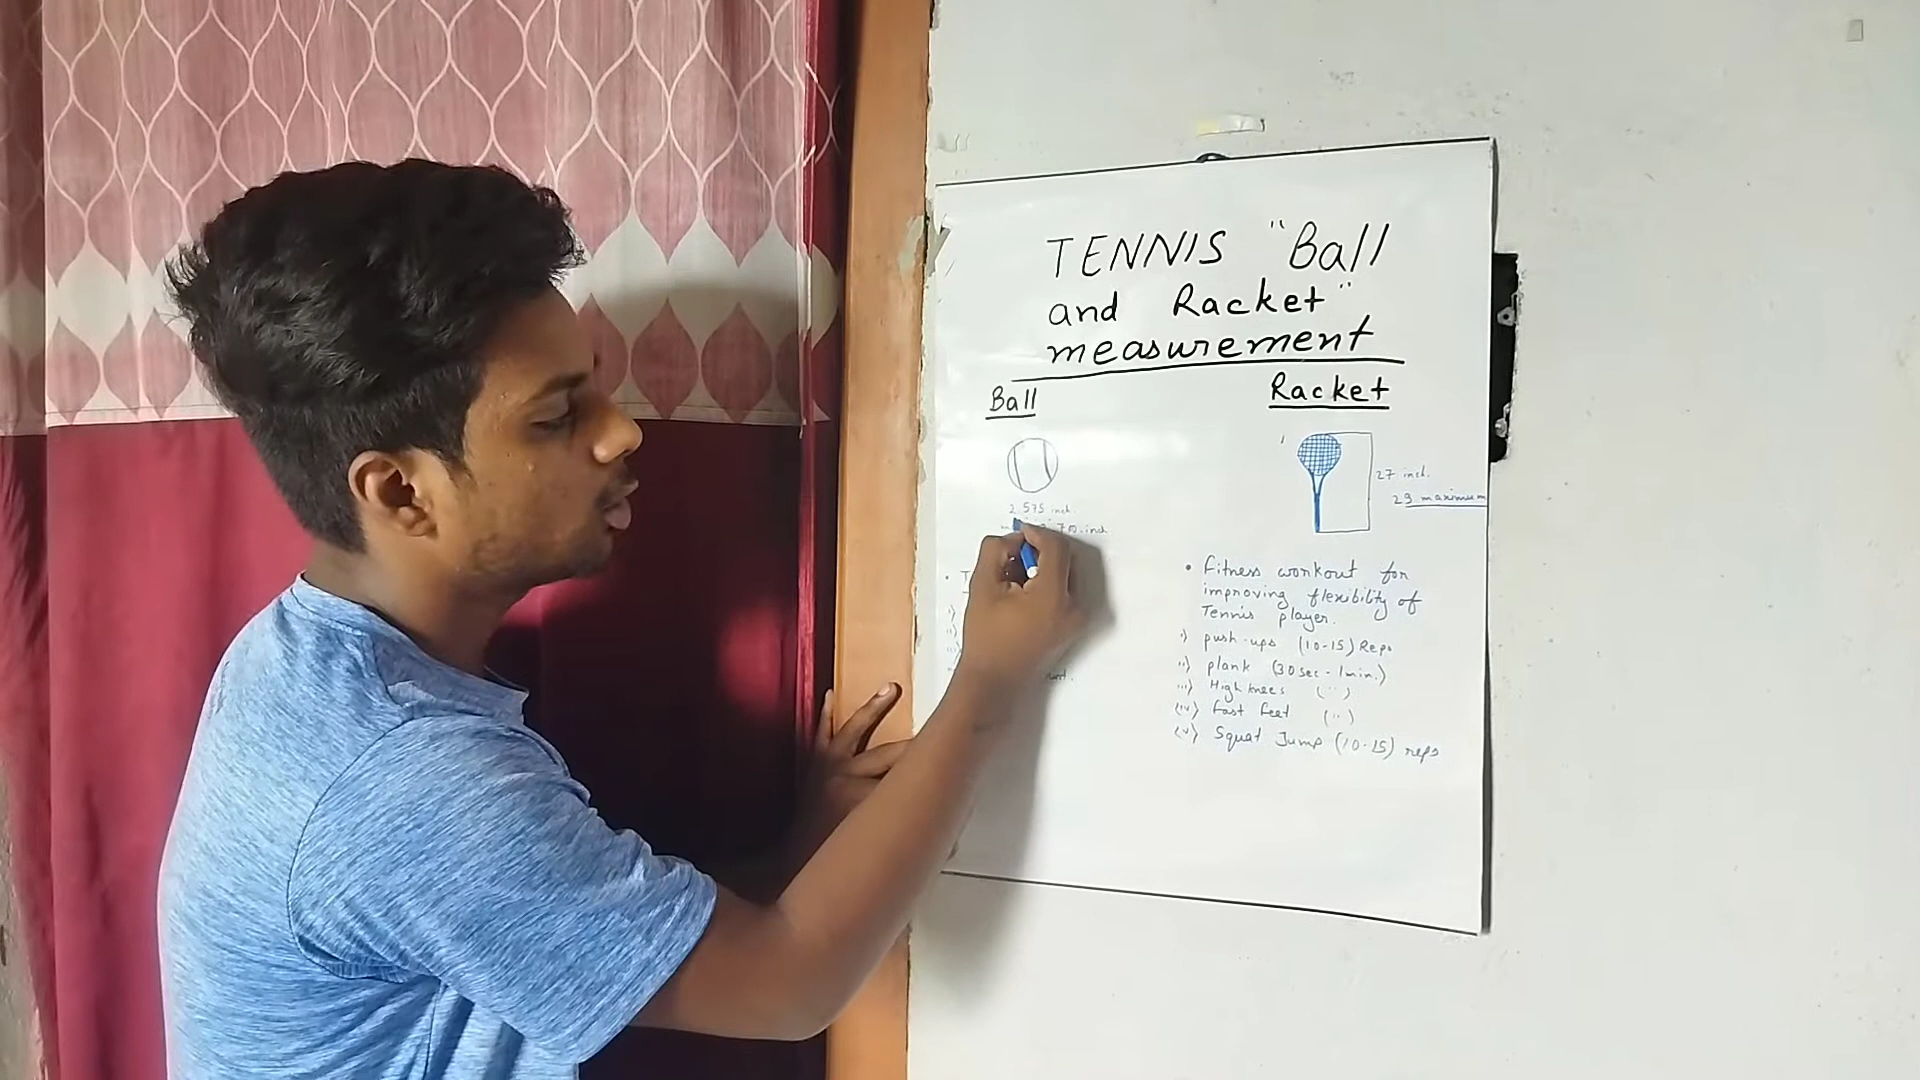 TENNIS "Ball
and Racket"
measurement
Ball
Racket
2.575 inch.
70 inch
27 inch.
29 maximum
• Fitness workout for
improving flexibility of
Tennis player.
i) push-ups (10-15) Reps
ii) plank (30 sec - 1 min.)
iii) High knees (")
(iv) fast feet (")
(v) Squat Jump (10-15) reps